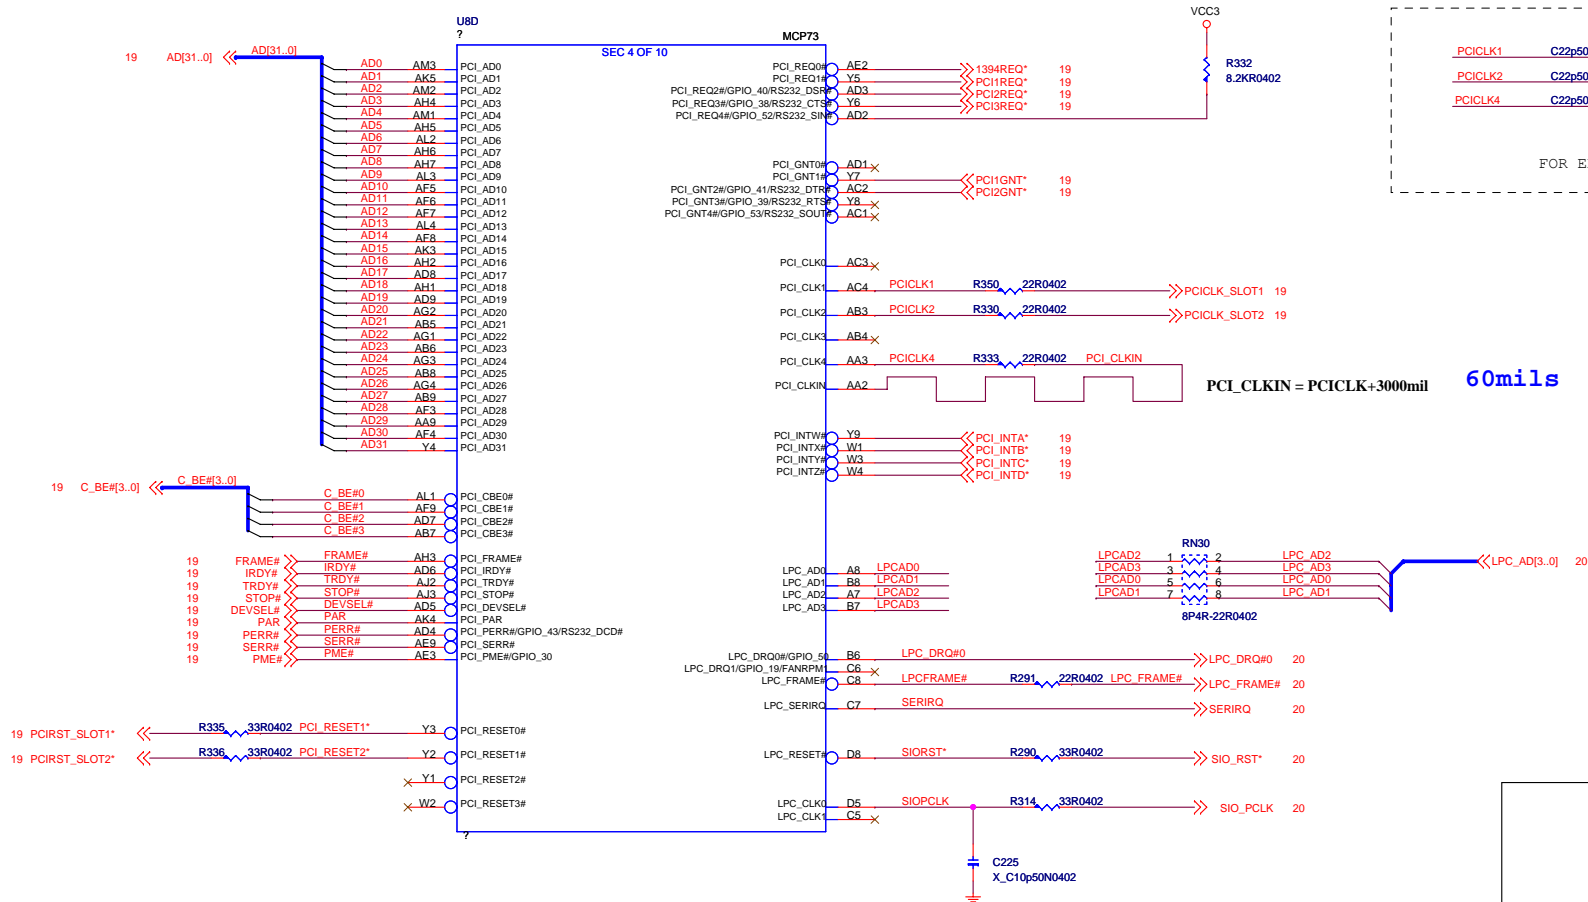 U8D
?
MCP73
SEC 4 OF 10
VCC3
R332
8.2KR0402
PCICLK1 C22p50
PCICLK2 C22p50
PCICLK4 C22p50
FOR
19 AD[31..0] AD[31..0]
AD0 AM3 PCI_AD0
AD1 AK5 PCI_AD1
AD2 AM2 PCI_AD2
AD3 AH4 PCI_AD3
AD4 AM1 PCI_AD4
AD5 AH5 PCI_AD5
AD6 AL2 PCI_AD6
AD7 AH6 PCI_AD7
AD8 AH7 PCI_AD8
AD9 AL3 PCI_AD9
AD10 AF5 PCI_AD10
AD11 AF6 PCI_AD11
AD12 AF7 PCI_AD12
AD13 AL4 PCI_AD13
AD14 AF8 PCI_AD14
AD15 AK3 PCI_AD15
AD16 AH2 PCI_AD16
AD17 AD8 PCI_AD17
AD18 AH1 PCI_AD18
AD19 AD9 PCI_AD19
AD20 AG2 PCI_AD20
AD21 AB5 PCI_AD21
AD22 AG1 PCI_AD22
AD23 AB6 PCI_AD23
AD24 AG3 PCI_AD24
AD25 AB8 PCI_AD25
AD26 AG4 PCI_AD26
AD27 AB9 PCI_AD27
AD28 AF3 PCI_AD28
AD29 AA9 PCI_AD29
AD30 AF4 PCI_AD30
AD31 Y4 PCI_AD31
19 C_BE#[3..0] C_BE#[3..0]
C_BE#0 AL1 PCI_CBE0#
C_BE#1 AF9 PCI_CBE1#
C_BE#2 AD7 PCI_CBE2#
C_BE#3 AB7 PCI_CBE3#
19 FRAME# FRAME# AH3 PCI_FRAME#
19 IRDY# IRDY# AD6 PCI_IRDY#
19 TRDY# TRDY# AJ2 PCI_TRDY#
19 STOP# STOP# AJ3 PCI_STOP#
19 DEVSEL# DEVSEL# AD5 PCI_DEVSEL#
19 PAR PAR AK4 PCI_PAR
19 PERR# PERR# AD4 PCI_PERR#/GPIO_43/RS232_DCD#
19 SERR# SERR# AE9 PCI_SERR#
19 PME# PME# AE3 PCI_PME#/GPIO_30
19 PCIRST_SLOT1* R335 33R0402 PCI_RESET1* Y3 PCI_RESET0#
19 PCIRST_SLOT2* R336 33R0402 PCI_RESET2* Y2 PCI_RESET1#
Y1 PCI_RESET2#
W2 PCI_RESET3#
?
PCI_REQ0# AE2 1394REQ* 19
PCI_REQ1# Y5 PCI1REQ* 19
PCI_REQ2#/GPIO_40/RS232_DSR# AD3 PCI2REQ* 19
PCI_REQ3#/GPIO_38/RS232_CTS# Y6 PCI3REQ* 19
PCI_REQ4#/GPIO_52/RS232_SIN# AD2
PCI_GNT0# AD1
PCI_GNT1# Y7 PCI1GNT* 19
PCI_GNT2#/GPIO_41/RS232_DTR# AC2 PCI2GNT* 19
PCI_GNT3#/GPIO_39/RS232_RTS# Y8
PCI_GNT4#/GPIO_53/RS232_SOUT# AC1
PCI_CLK0 AC3
PCI_CLK1 AC4 PCICLK1 R350 22R0402 PCICLK_SLOT1 19
PCI_CLK2 AB3 PCICLK2 R330 22R0402 PCICLK_SLOT2 19
PCI_CLK3 AB4
PCI_CLK4 AA3 PCICLK4 R333 22R0402 PCI_CLKIN
PCI_CLKIN AA2
PCI_CLKIN = PCICLK+3000mil 60mils
PCI_INTW# Y9 PCI_INTA* 19
PCI_INTX# W1 PCI_INTB* 19
PCI_INTY# W3 PCI_INTC* 19
PCI_INTZ# W4 PCI_INTD* 19
LPC_AD0 A8 LPCAD0
LPC_AD1 B8 LPCAD1
LPC_AD2 A7 LPCAD2
LPC_AD3 B7 LPCAD3
RN30
LPCAD2 1 2 LPC_AD2
LPCAD3 3 4 LPC_AD3
LPCAD0 5 6 LPC_AD0
LPCAD1 7 8 LPC_AD1
8P4R-22R0402
LPC_AD[3..0] 20
LPC_DRQ0#/GPIO_50 B6 LPC_DRQ#0 LPC_DRQ#0 20
LPC_DRQ1/GPIO_19/FANRPM1 C6
LPC_FRAME# C8 LPCFRAME# R291 22R0402 LPC_FRAME# LPC_FRAME# 20
LPC_SERIRQ C7 SERIRQ SERIRQ 20
LPC_RESET# D8 SIORST* R290 33R0402 SIO_RST* 20
LPC_CLK0 D5 SIOPCLK R314 33R0402 SIO_PCLK 20
LPC_CLK1 C5
C225
X_C10p50N0402